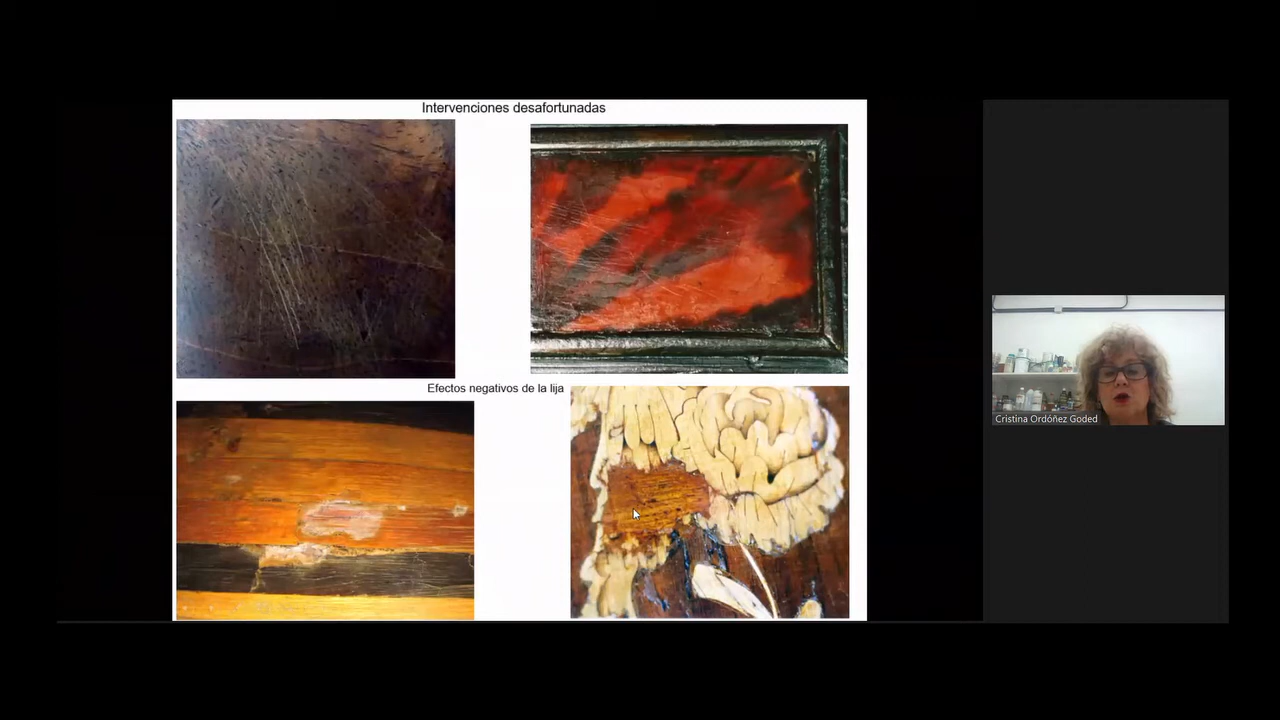 Intervenciones desafortunadas
Efectos negativos de la lija
Cristina Ordóñez Goded